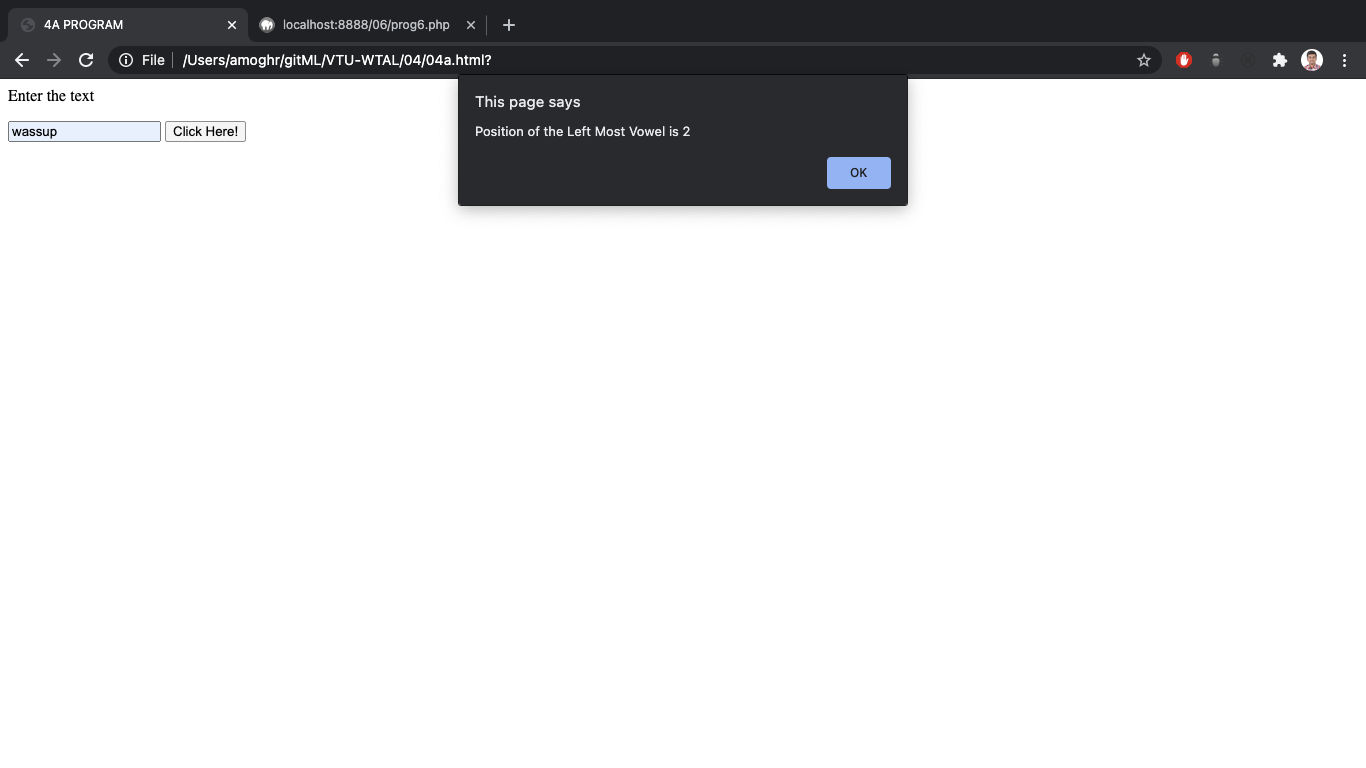 4A PROGRAM
localhost:8888/06/prog6.php
File /Users/amoghr/gitML/VTU-WTAL/04/04a.html?
Enter the text
wassup Click Here!
This page says
Position of the Left Most Vowel is 2
OK